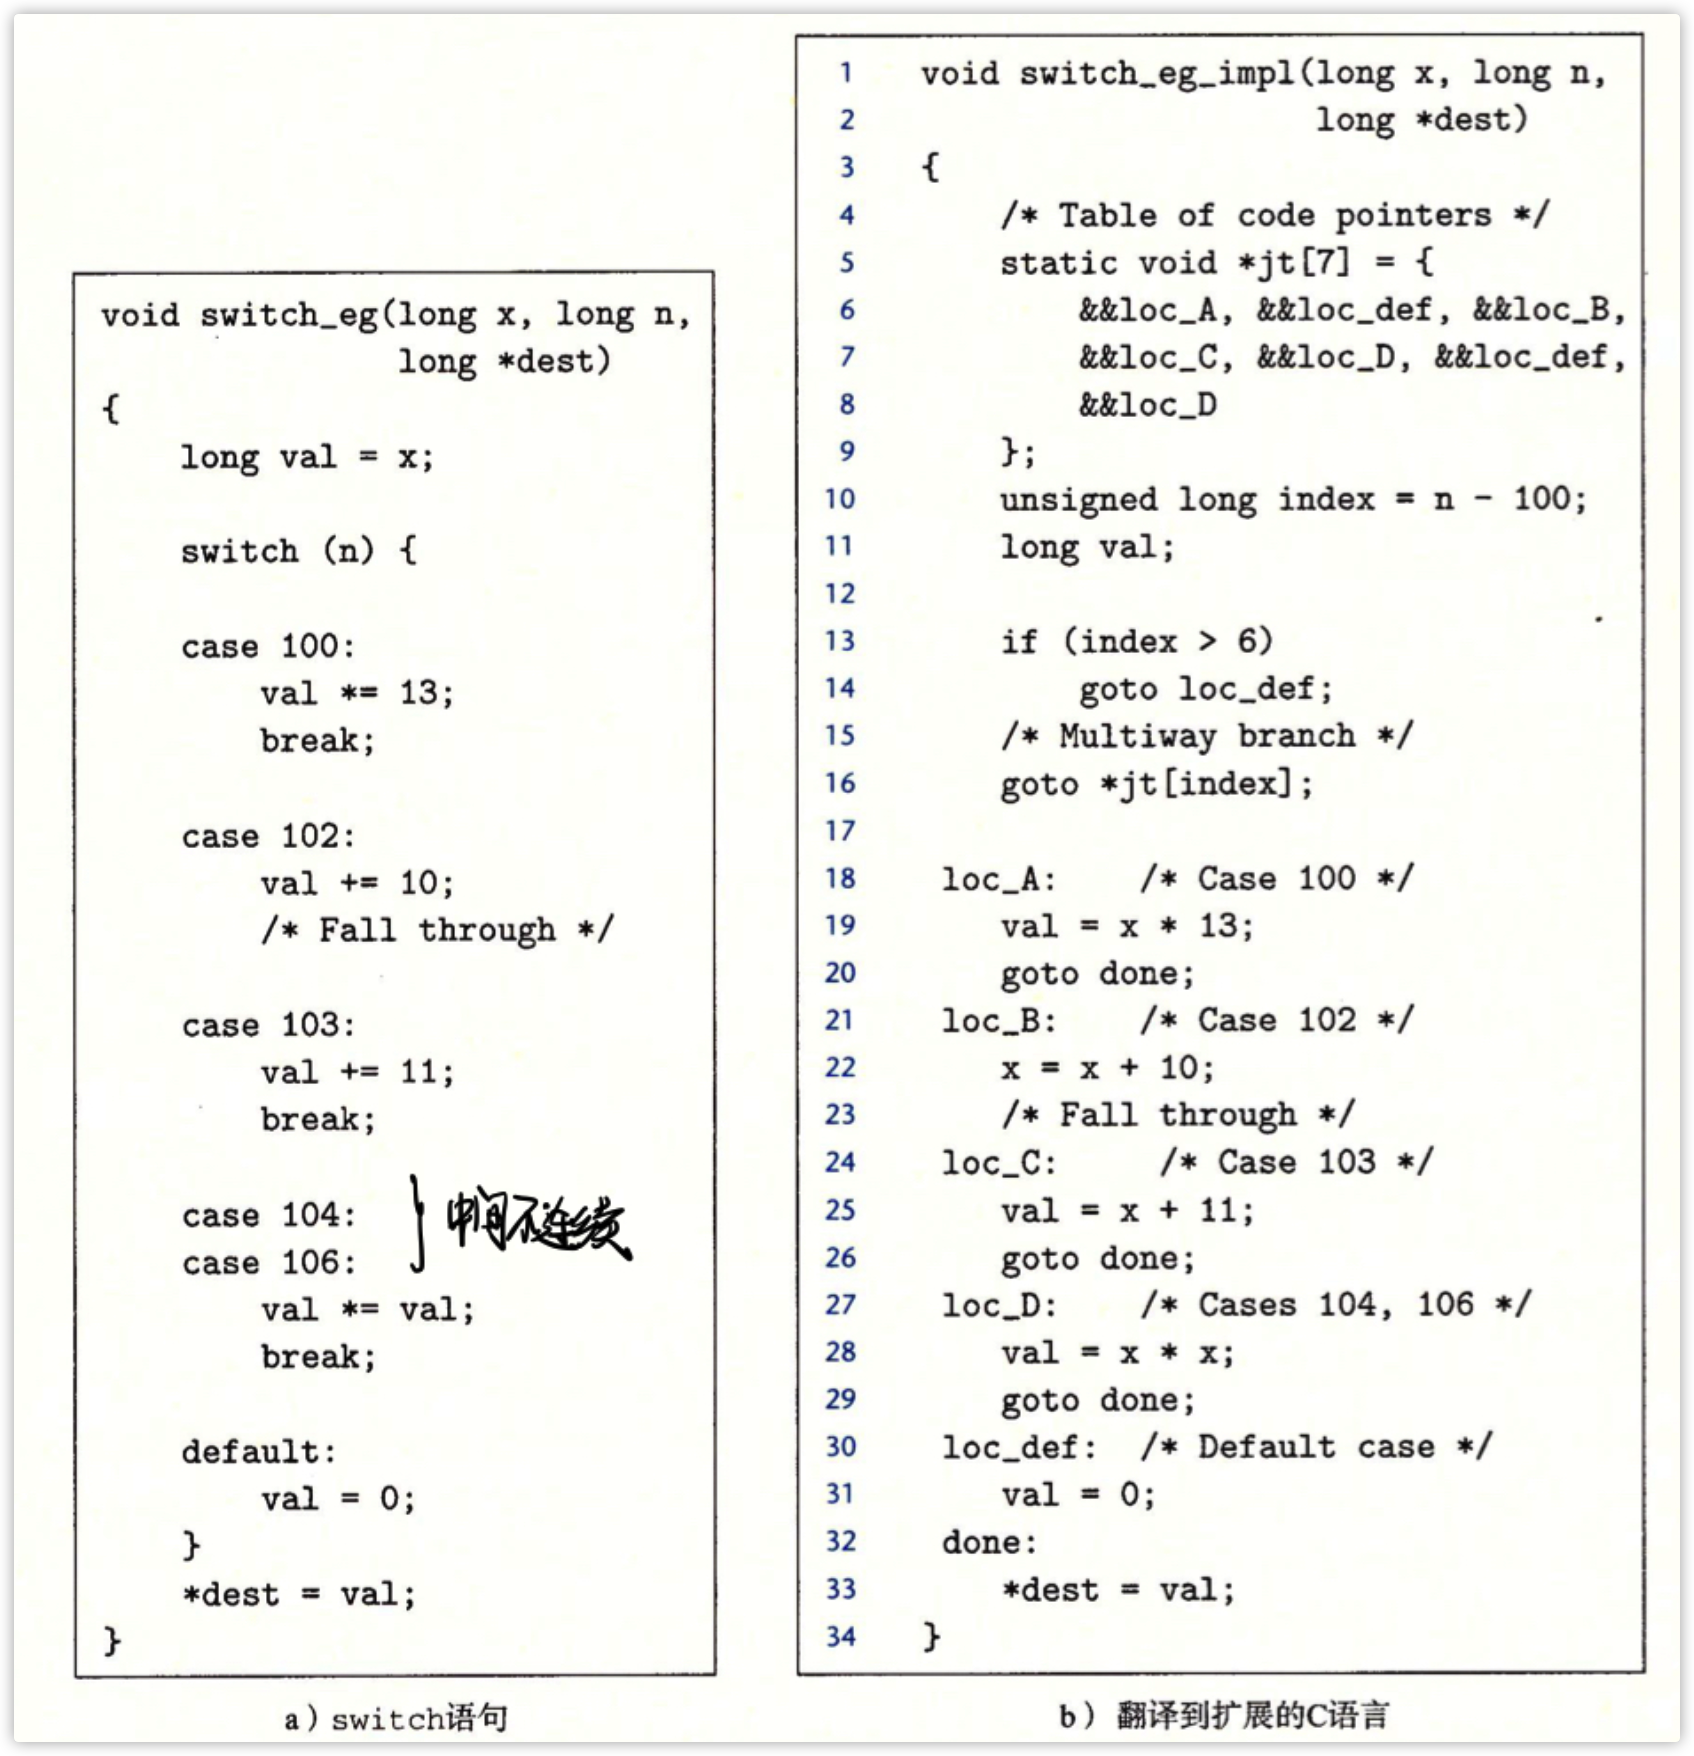 void switch_eg(long x, long n,
               long *dest)
{
    long val = x;

    switch (n) {

    case 100:
        val *= 13;
        break;

    case 102:
        val += 10;
        /* Fall through */

    case 103:
        val += 11;
        break;

    case 104:
    case 106:
中间不连续
        val *= val;
        break;

    default:
        val = 0;
    }
    *dest = val;
}
a）switch语句
1    void switch_eg_impl(long x, long n,
2                        long *dest)
3    {
4        /* Table of code pointers */
5        static void *jt[7] = {
6            &&loc_A, &&loc_def, &&loc_B,
7            &&loc_C, &&loc_D, &&loc_def,
8            &&loc_D
9        };
10       unsigned long index = n - 100;
11       long val;
12
13       if (index > 6)
14           goto loc_def;
15       /* Multiway branch */
16       goto *jt[index];
17
18    loc_A:    /* Case 100 */
19       val = x * 13;
20       goto done;
21    loc_B:    /* Case 102 */
22       x = x + 10;
23       /* Fall through */
24    loc_C:     /* Case 103 */
25       val = x + 11;
26       goto done;
27    loc_D:    /* Cases 104, 106 */
28       val = x * x;
29       goto done;
30    loc_def:  /* Default case */
31       val = 0;
32    done:
33       *dest = val;
34   }
b）翻译到扩展的C语言